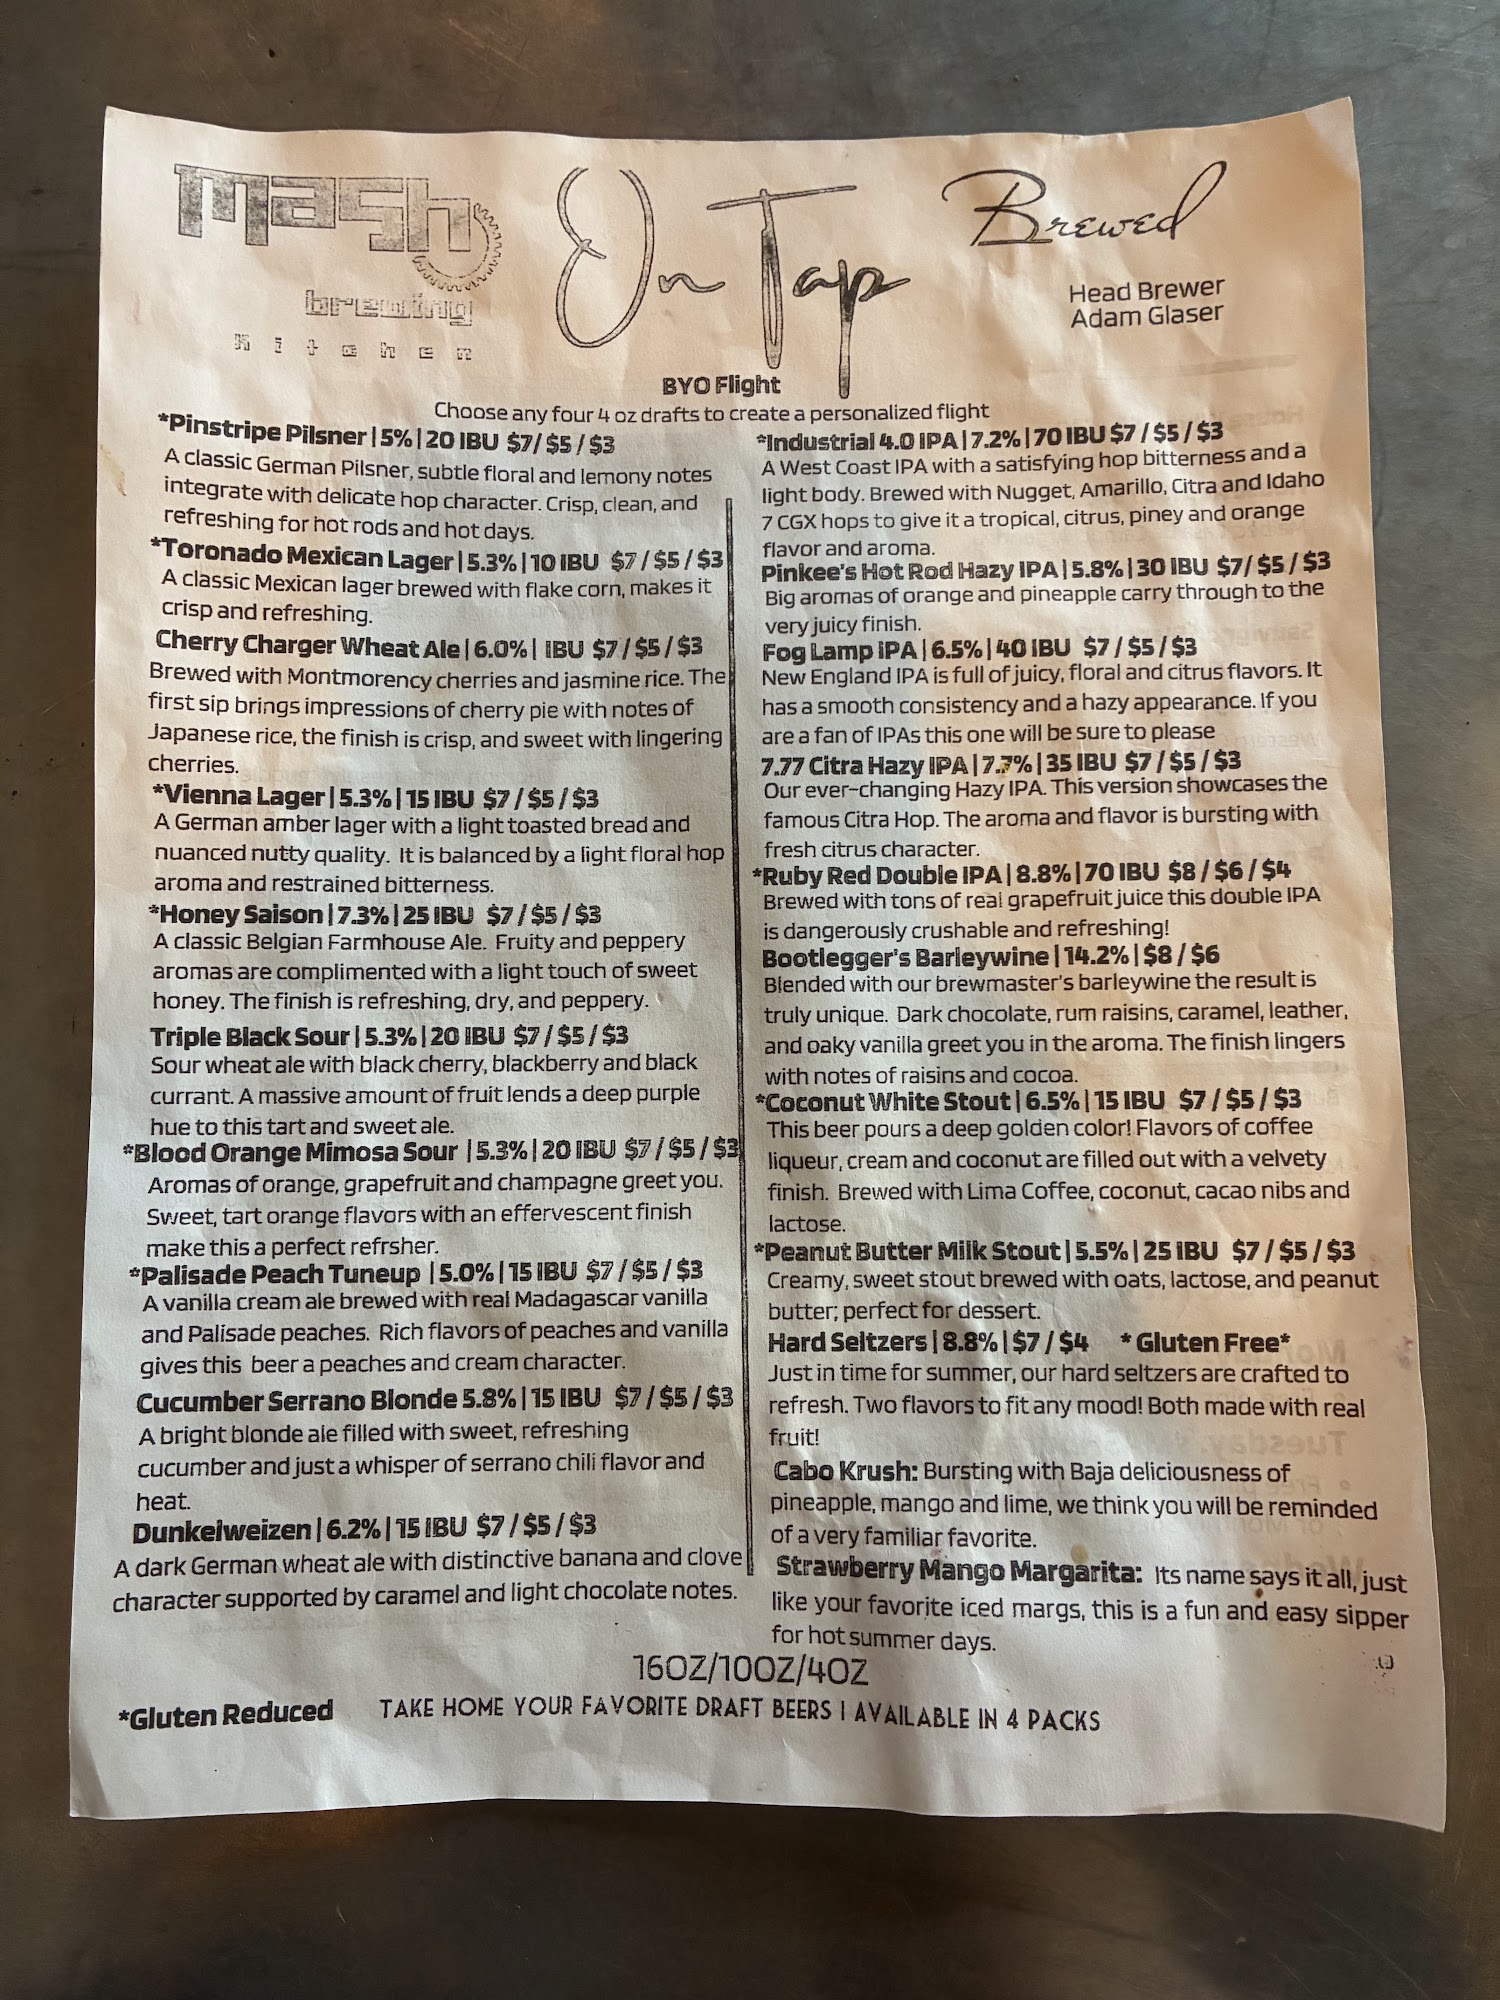 mash
brewing
kitchen
On Tap
Brewed
Head Brewer
Adam Glaser
BYO Flight
Choose any four 4 oz drafts to create a personalized flight
*Pinstripe Pilsner | 5% | 20 IBU $7/ $5 / $3
A classic German Pilsner, subtle floral and lemony notes
integrate with delicate hop character. Crisp, clean, and
refreshing for hot rods and hot days.
*Toronado Mexican Lager | 5.3% | 10 IBU $7 / $5 / $3
A classic Mexican lager brewed with flake corn, makes it
crisp and refreshing.
Cherry Charger Wheat Ale | 6.0% | IBU $7 / $5 / $3
Brewed with Montmorency cherries and jasmine rice. The
first sip brings impressions of cherry pie with notes of
Japanese rice, the finish is crisp, and sweet with lingering
cherries.
*Vienna Lager | 5.3% | 15 IBU $7 / $5 / $3
A German amber lager with a light toasted bread and
nuanced nutty quality. It is balanced by a light floral hop
aroma and restrained bitterness.
*Honey Saison | 7.3% | 25 IBU $7 / $5 / $3
A classic Belgian Farmhouse Ale. Fruity and peppery
aromas are complimented with a light touch of sweet
honey. The finish is refreshing, dry, and peppery.
Triple Black Sour | 5.3% | 20 IBU $7 / $5 / $3
Sour wheat ale with black cherry, blackberry and black
currant. A massive amount of fruit lends a deep purple
hue to this tart and sweet ale.
*Blood Orange Mimosa Sour | 5.3% | 20 IBU $7 / $5 / $3
Aromas of orange, grapefruit and champagne greet you.
Sweet, tart orange flavors with an effervescent finish
make this a perfect refrsher.
*Palisade Peach Tuneup | 5.0% | 15 IBU $7 / $5 / $3
A vanilla cream ale brewed with real Madagascar vanilla
and Palisade peaches. Rich flavors of peaches and vanilla
gives this beer a peaches and cream character.
Cucumber Serrano Blonde 5.8% | 15 IBU $7 / $5 / $3
A bright blonde ale filled with sweet, refreshing
cucumber and just a whisper of serrano chili flavor and
heat.
Dunkelweizen | 6.2% | 15 IBU $7 / $5 / $3
A dark German wheat ale with distinctive banana and clove
character supported by caramel and light chocolate notes.
*Industrial 4.0 IPA | 7.2% | 70 IBU $7 / $5 / $3
A West Coast IPA with a satisfying hop bitterness and a
light body. Brewed with Nugget, Amarillo, Citra and Idaho
7 CGX hops to give it a tropical, citrus, piney and orange
flavor and aroma.
Pinkee's Hot Rod Hazy IPA | 5.8% | 30 IBU $7/ $5 / $3
Big aromas of orange and pineapple carry through to the
very juicy finish.
Fog Lamp IPA | 6.5% | 40 IBU $7 / $5 / $3
New England IPA is full of juicy, floral and citrus flavors. It
has a smooth consistency and a hazy appearance. If you
are a fan of IPAs this one will be sure to please
7.77 Citra Hazy IPA | 7.7% | 35 IBU $7 / $5 / $3
Our ever-changing Hazy IPA. This version showcases the
famous Citra Hop. The aroma and flavor is bursting with
fresh citrus character.
*Ruby Red Double IPA | 8.8% | 70 IBU $8 / $6 / $4
Brewed with tons of real grapefruit juice this double IPA
is dangerously crushable and refreshing!
Bootlegger's Barleywine | 14.2% | $8 / $6
Blended with our brewmaster's barleywine the result is
truly unique. Dark chocolate, rum raisins, caramel, leather,
and oaky vanilla greet you in the aroma. The finish lingers
with notes of raisins and cocoa.
*Coconut White Stout | 6.5% | 15 IBU $7 / $5 / $3
This beer pours a deep golden color! Flavors of coffee
liqueur, cream and coconut are filled out with a velvety
finish. Brewed with Lima Coffee, coconut, cacao nibs and
lactose.
*Peanut Butter Milk Stout | 5.5% | 25 IBU $7 / $5 / $3
Creamy, sweet stout brewed with oats, lactose, and peanut
butter; perfect for dessert.
Hard Seltzers | 8.8% | $7 / $4 * Gluten Free*
Just in time for summer, our hard seltzers are crafted to
refresh. Two flavors to fit any mood! Both made with real
fruit!
Cabo Krush: Bursting with Baja deliciousness of
pineapple, mango and lime, we think you will be reminded
of a very familiar favorite.
Strawberry Mango Margarita: Its name says it all, just
like your favorite iced margs, this is a fun and easy sipper
for hot summer days.
16OZ/10OZ/4OZ
*Gluten Reduced TAKE HOME YOUR FAVORITE DRAFT BEERS | AVAILABLE IN 4 PACKS